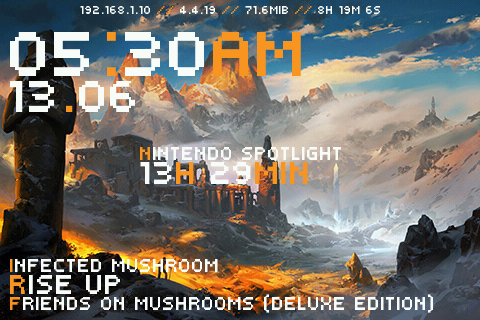 192.168.1.10 // 4.4.19 // 71.6MIB // 8H 19M 6S
05:30AM
13.06
NINTENDO SPOTLIGHT
13H 29MIN
INFECTED MUSHROOM
RISE UP
FRIENDS ON MUSHROOMS (DELUXE EDITION)